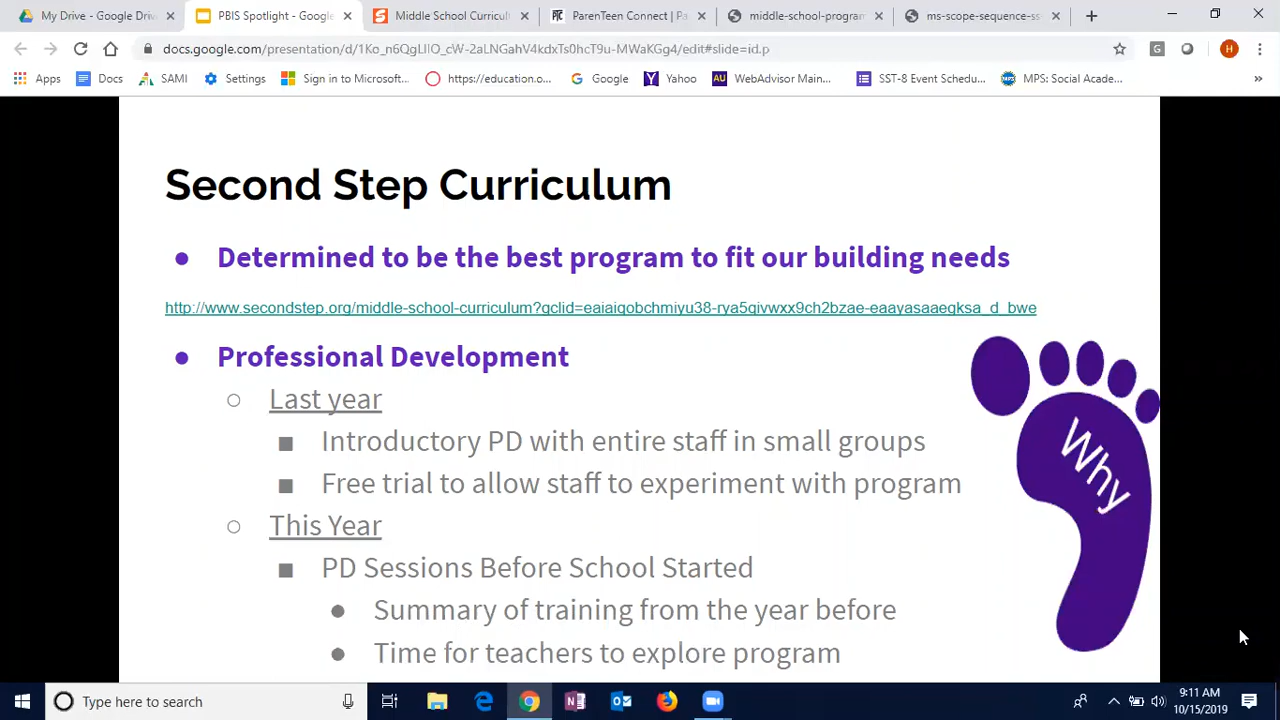 My Drive - Google Driv
PBIS Spotlight - Google
Middle School Curricul
ParenTeen Connect | Pa
middle-school-program
ms-scope-sequence-ss
docs.google.com/presentation/d/1Ko_n6QgLIIO_cW-2aLNGahV4kdxTs0hcT9u-MWaKGg4/edit#slide=id.p
G
H
Apps
Docs
SAMI
Settings
Sign in to Microsoft...
https://education.o...
Google
Yahoo
AU WebAdvisor Main...
SST-8 Event Schedu...
MPS: Social Acade...
»
Second Step Curriculum
● Determined to be the best program to fit our building needs
http://www.secondstep.org/middle-school-curriculum?gclid=eaiaiqobchmiyu38-rya5givwxx9ch2bzae-eaayasaaegksa_d_bwe
● Professional Development
○ Last year
■ Introductory PD with entire staff in small groups
■ Free trial to allow staff to experiment with program
○ This Year
■ PD Sessions Before School Started
● Summary of training from the year before
● Time for teachers to explore program
Why
Type here to search
9:11 AM
10/15/2019